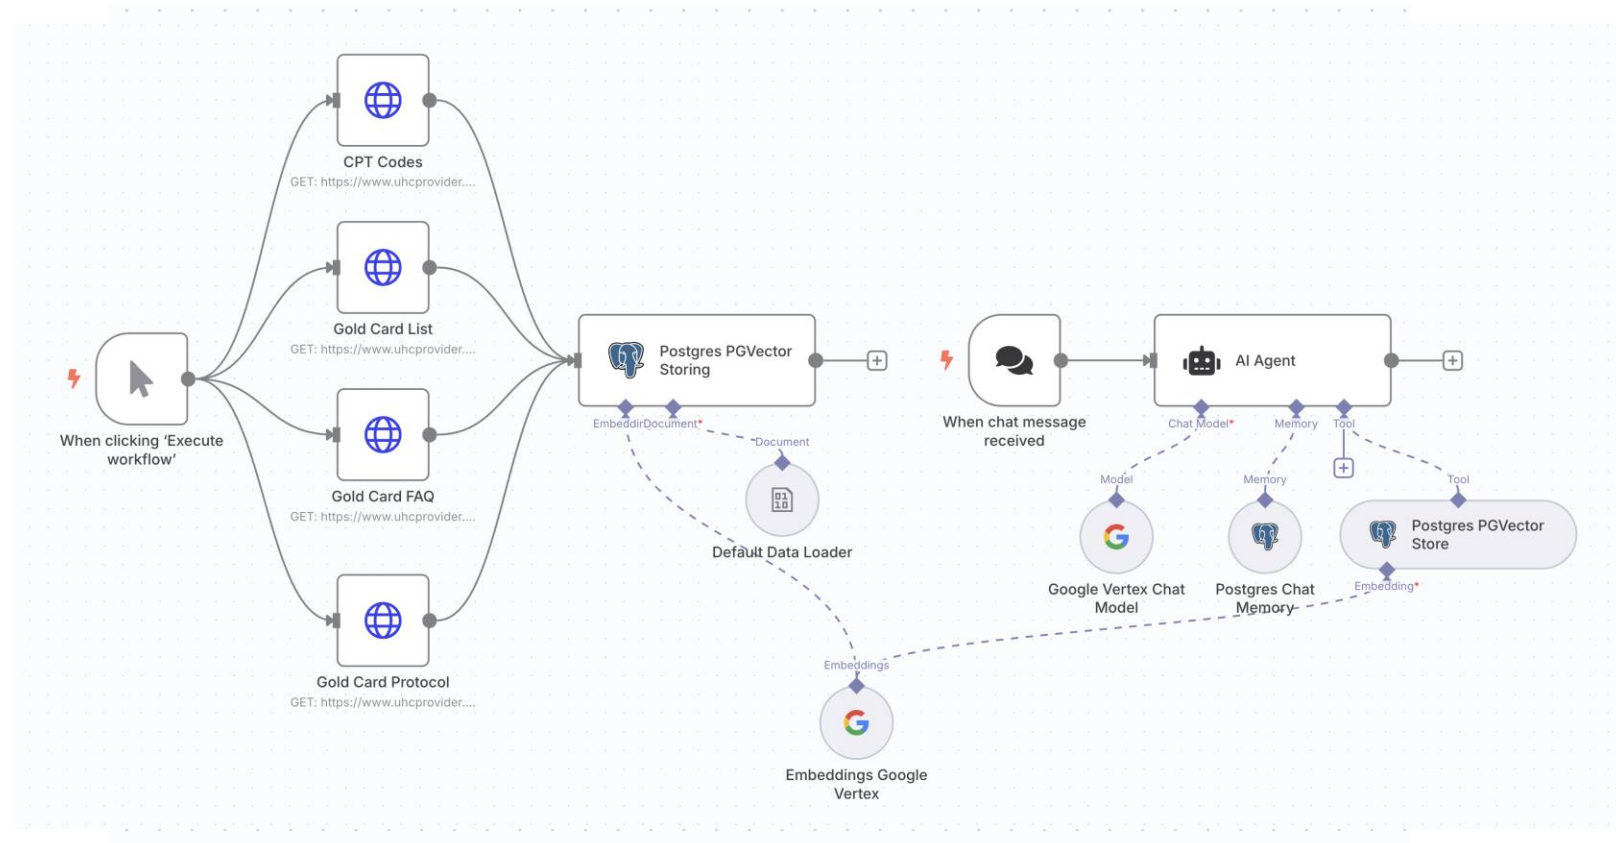 CPT Codes
GET: https://www.uhcprovider....
Gold Card List
GET: https://www.uhcprovider....
When clicking ‘Execute
workflow’
Gold Card FAQ
GET: https://www.uhcprovider....
Gold Card Protocol
GET: https://www.uhcprovider....
Postgres PGVector
Storing
EmbeddirDocument*
Document
0110
Default Data Loader
Embeddings
Embeddings Google
Vertex
When chat message
received
AI Agent
Chat Model*
Memory
Tool
Model
Google Vertex Chat
Model
Memory
Postgres Chat
Memory
Tool
Postgres PGVector
Store
Embedding*